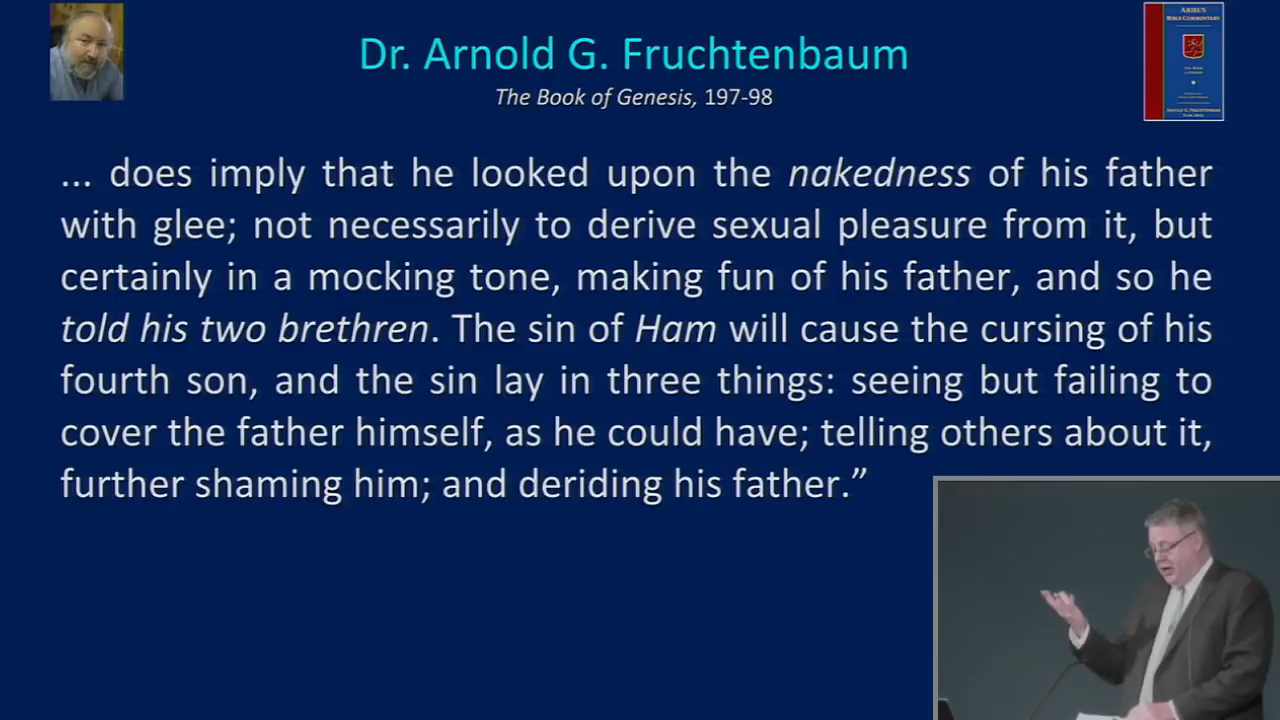 Dr. Arnold G. Fruchtenbaum
The Book of Genesis, 197-98
ARIEL'S
BIBLE COMMENTARY
... does imply that he looked upon the nakedness of his father
with glee; not necessarily to derive sexual pleasure from it, but
certainly in a mocking tone, making fun of his father, and so he
told his two brethren. The sin of Ham will cause the cursing of his
fourth son, and the sin lay in three things: seeing but failing to
cover the father himself, as he could have; telling others about it,
further shaming him; and deriding his father.”